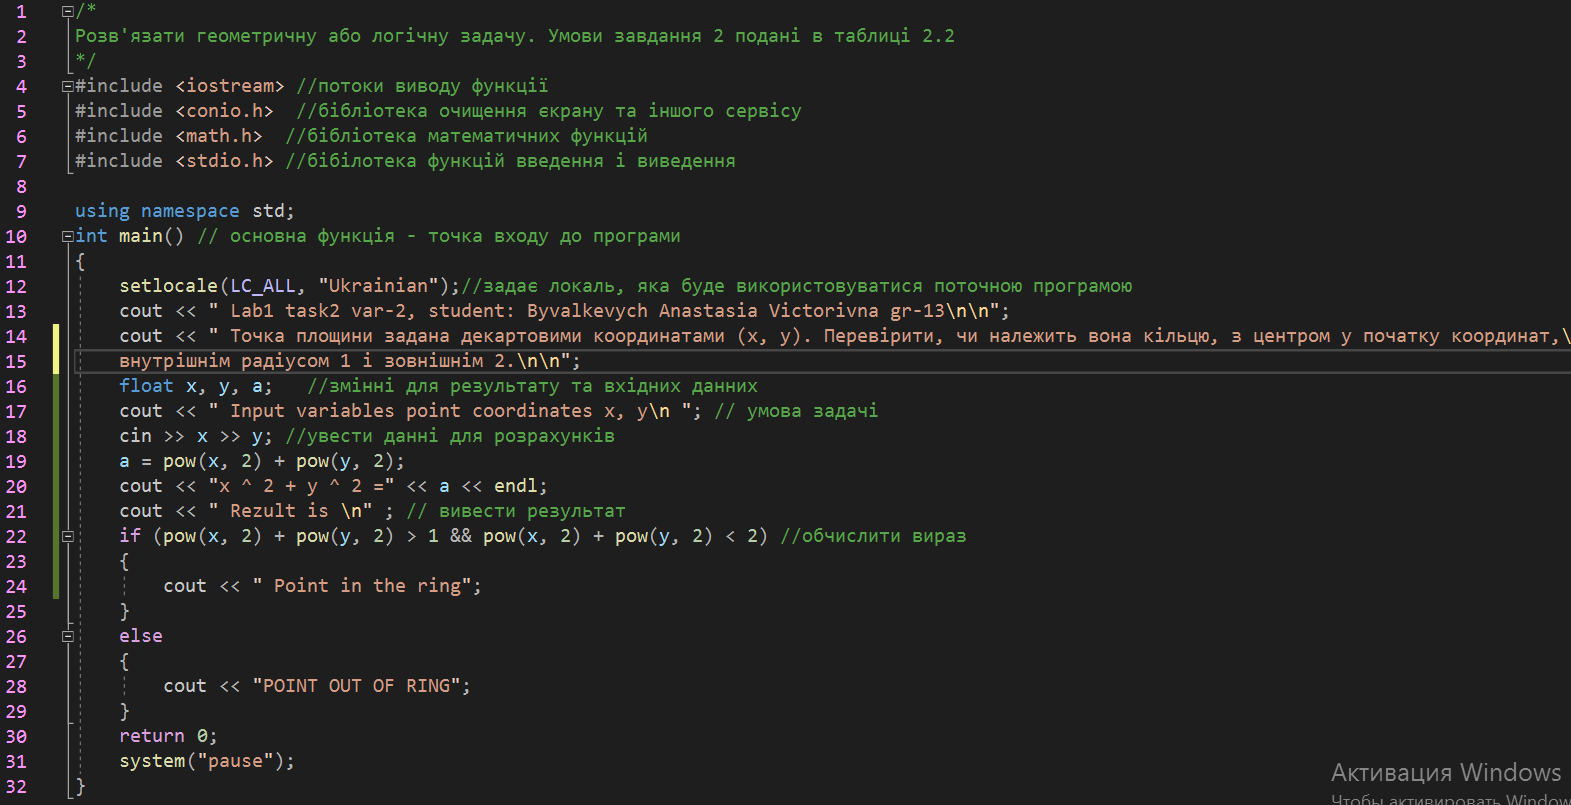 1 /*
2 Розв'язати геометричну або логічну задачу. Умови завдання 2 подані в таблиці 2.2
3 */
4 #include <iostream> //потоки виводу функції
5 #include <conio.h>  //бібліотека очищення єкрану та іншого сервісу
6 #include <math.h>  //бібліотека математичних функцій
7 #include <stdio.h> //бібілотека функцій введення і виведення
8
9 using namespace std;
10 int main() // основна функція - точка входу до програми
11 {
12     setlocale(LC_ALL, "Ukrainian");//задає локаль, яка буде використовуватися поточною програмою
13     cout << " Lab1 task2 var-2, student: Byvalkevych Anastasia Victorivna gr-13\n\n";
14     cout << " Точка площини задана декартовими координатами (x, y). Перевірити, чи належить вона кільцю, з центром у початку координат,\
15     внутрішнім радіусом 1 і зовнішнім 2.\n\n";
16     float x, y, a;   //змінні для результату та вхідних данних
17     cout << " Input variables point coordinates x, y\n "; // умова задачі
18     cin >> x >> y; //увести данні для розрахунків
19     a = pow(x, 2) + pow(y, 2);
20     cout << "x ^ 2 + y ^ 2 =" << a << endl;
21     cout << " Rezult is \n" ; // вивести результат
22     if (pow(x, 2) + pow(y, 2) > 1 && pow(x, 2) + pow(y, 2) < 2) //обчислити вираз
23     {
24         cout << " Point in the ring";
25     }
26     else
27     {
28         cout << "POINT OUT OF RING";
29     }
30     return 0;
31     system("pause");
32 }
Активация Windows
Чтобы активировать Window